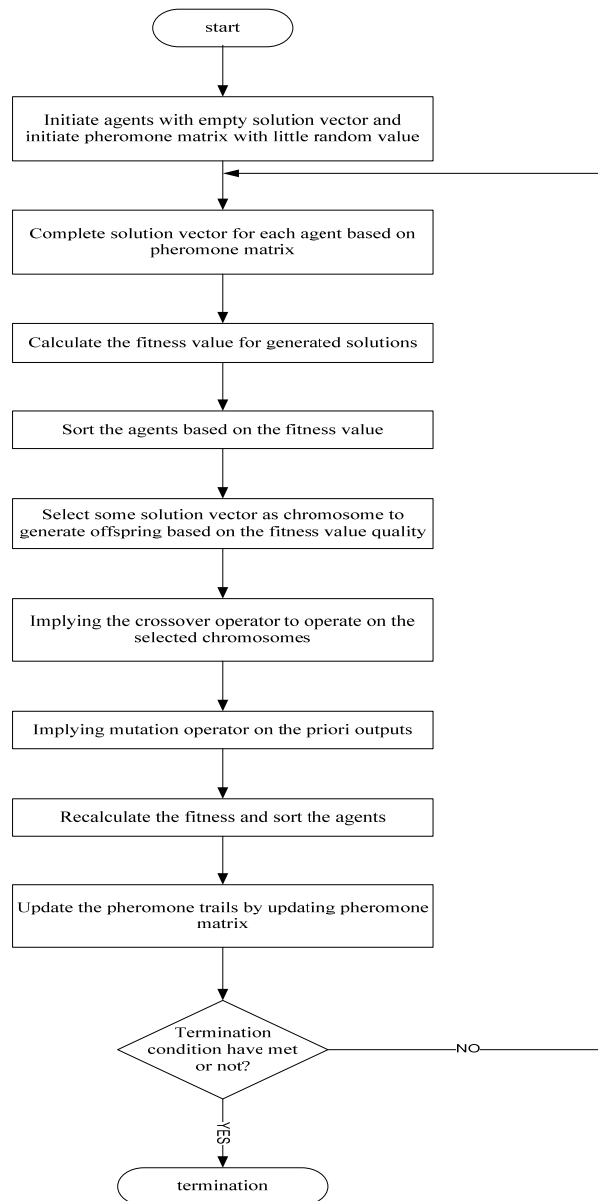 start
Initiate agents with empty solution vector and
initiate pheromone matrix with little random value
Complete solution vector for each agent based on
pheromone matrix
Calculate the fitness value for generated solutions
Sort the agents based on the fitness value
Select some solution vector as chromosome to
generate offspring based on the fitness value quality
Implying the crossover operator to operate on the
selected chromosomes
Implying mutation operator on the priori outputs
Recalculate the fitness and sort the agents
Update the pheromone trails by updating pheromone
matrix
Termination
condition have met
or not?
NO
YES
termination